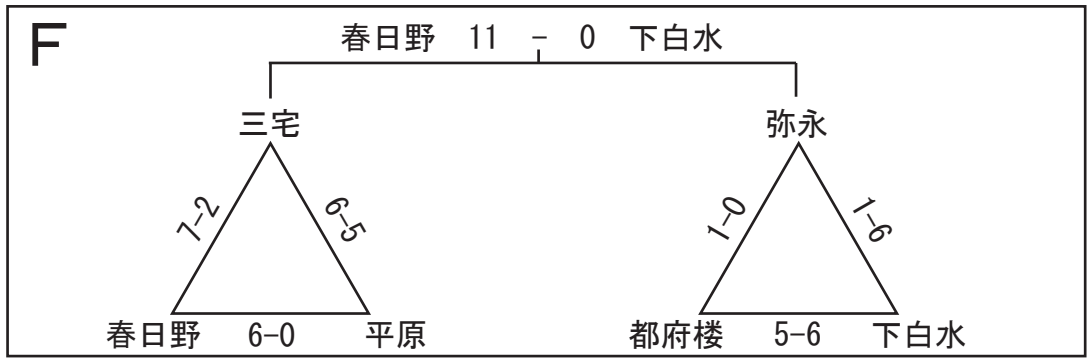 F
春日野 11 - 0 下白水
三宅
弥永
7-2
6-5
1-0
1-6
春日野 6-0 平原
都府楼 5-6 下白水